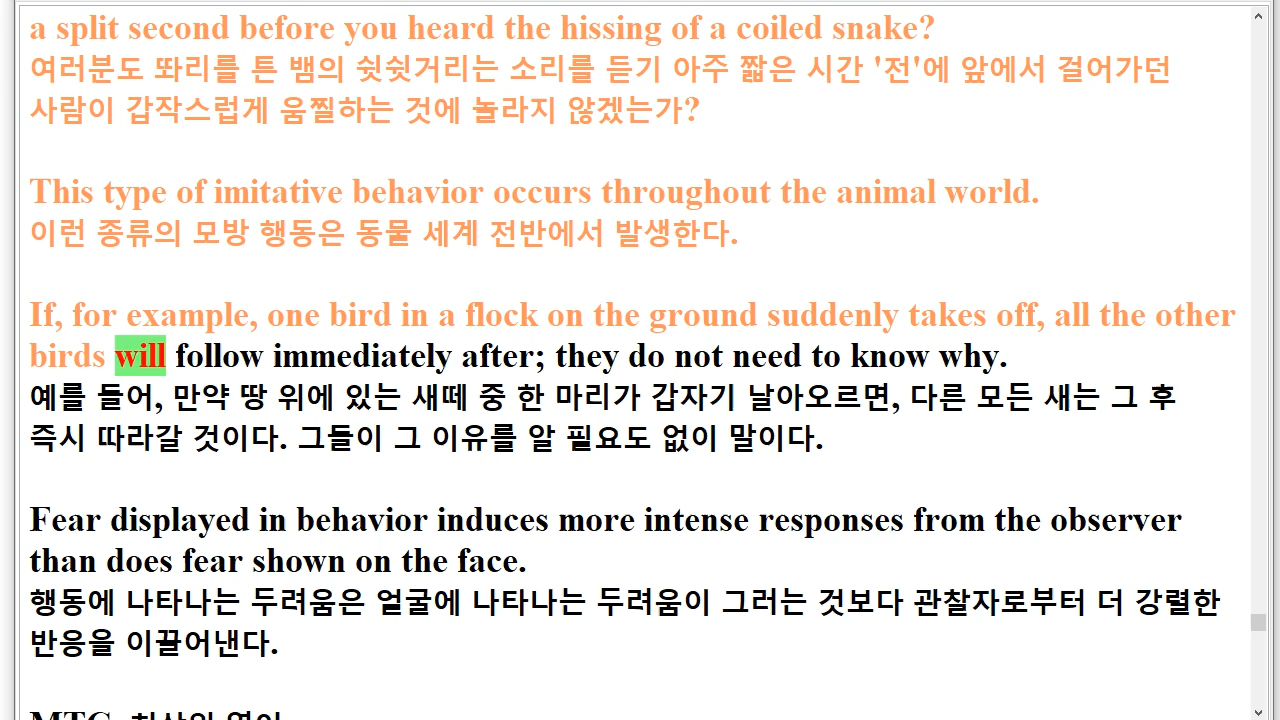 a split second before you heard the hissing of a coiled snake?
여러분도 똬리를 튼 뱀의 쉿쉿거리는 소리를 듣기 아주 짧은 시간 '전'에 앞에서 걸어가던
사람이 갑작스럽게 움찔하는 것에 놀라지 않겠는가?
This type of imitative behavior occurs throughout the animal world.
이런 종류의 모방 행동은 동물 세계 전반에서 발생한다.
If, for example, one bird in a flock on the ground suddenly takes off, all the other
birds will follow immediately after; they do not need to know why.
예를 들어, 만약 땅 위에 있는 새떼 중 한 마리가 갑자기 날아오르면, 다른 모든 새는 그 후
즉시 따라갈 것이다. 그들이 그 이유를 알 필요도 없이 말이다.
Fear displayed in behavior induces more intense responses from the observer
than does fear shown on the face.
행동에 나타나는 두려움은 얼굴에 나타나는 두려움이 그러는 것보다 관찰자로부터 더 강렬한
반응을 이끌어낸다.